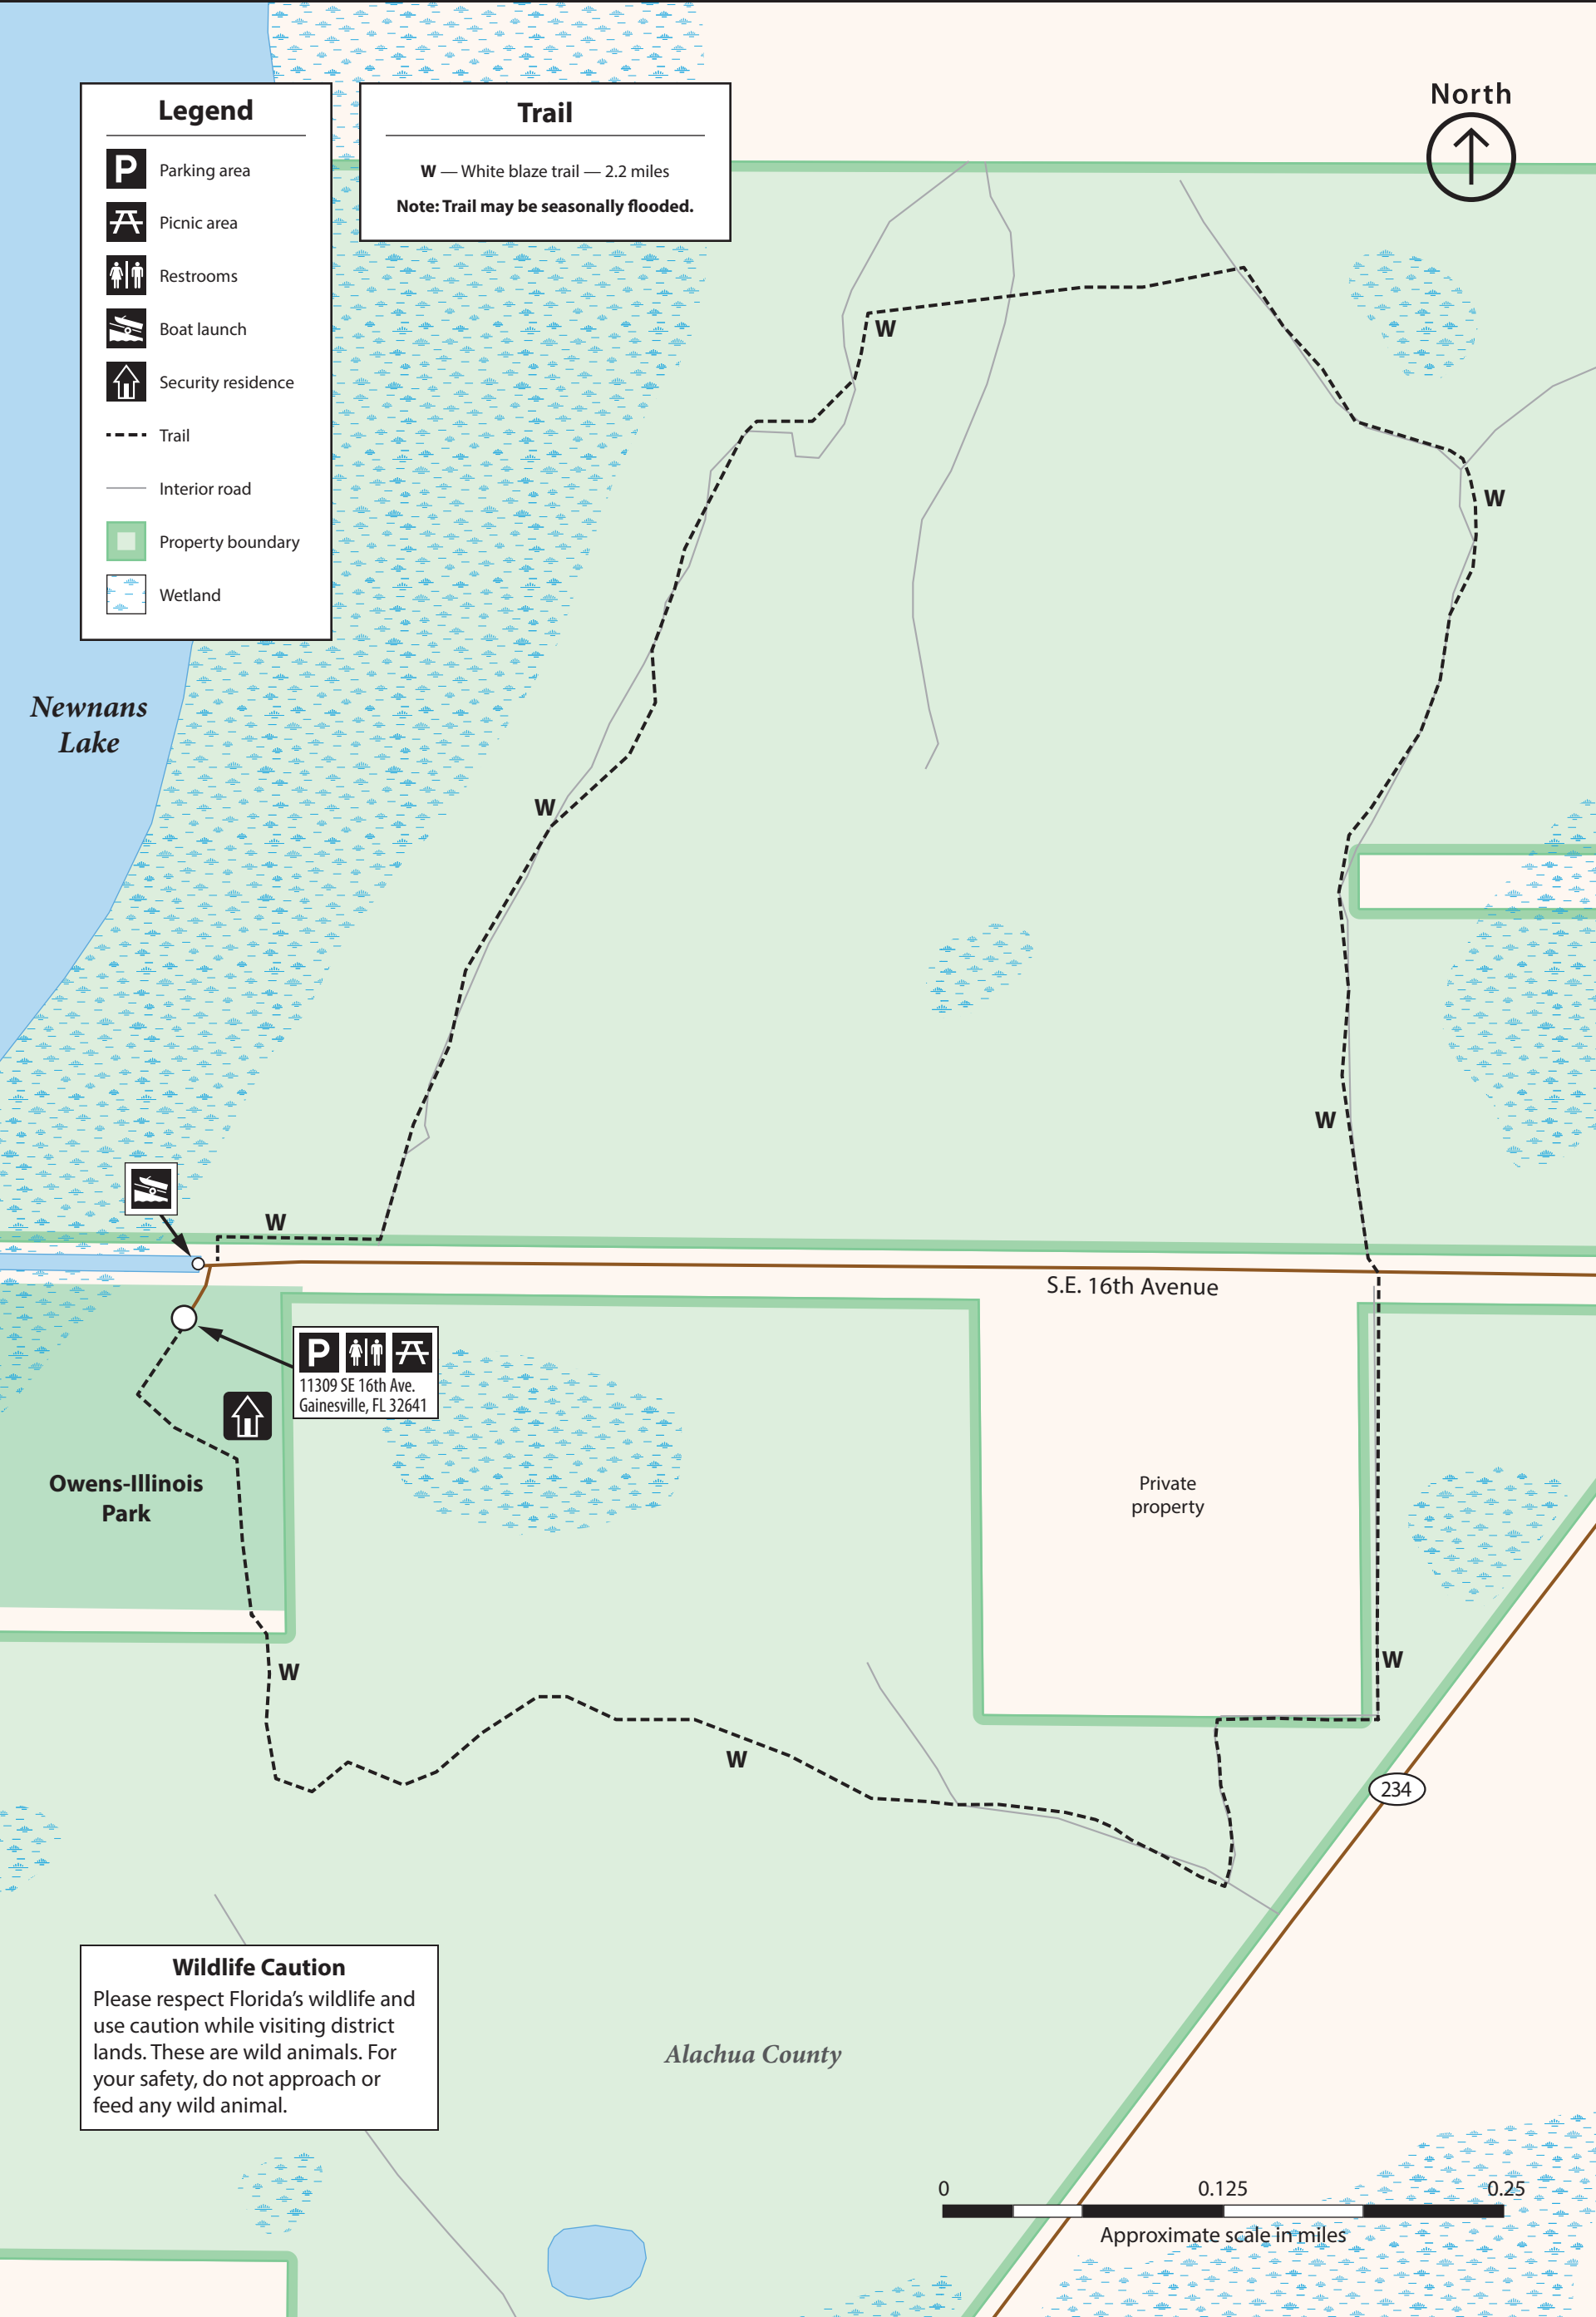 Legend
P
Parking area
Picnic area
Restrooms
Boat launch
Security residence
Trail
Interior road
Property boundary
Wetland
Trail
W — White blaze trail — 2.2 miles
Note: Trail may be seasonally flooded.
North
W
W
Newnans
Lake
W
W
W
S.E. 16th Avenue
P
11309 SE 16th Ave.
Gainesville, FL 32641
Owens-Illinois
Park
Private
property
W
W
W
234
Wildlife Caution
Please respect Florida’s wildlife and
use caution while visiting district
lands. These are wild animals. For
your safety, do not approach or
feed any wild animal.
Alachua County
0 0.125 0.25
Approximate scale in miles